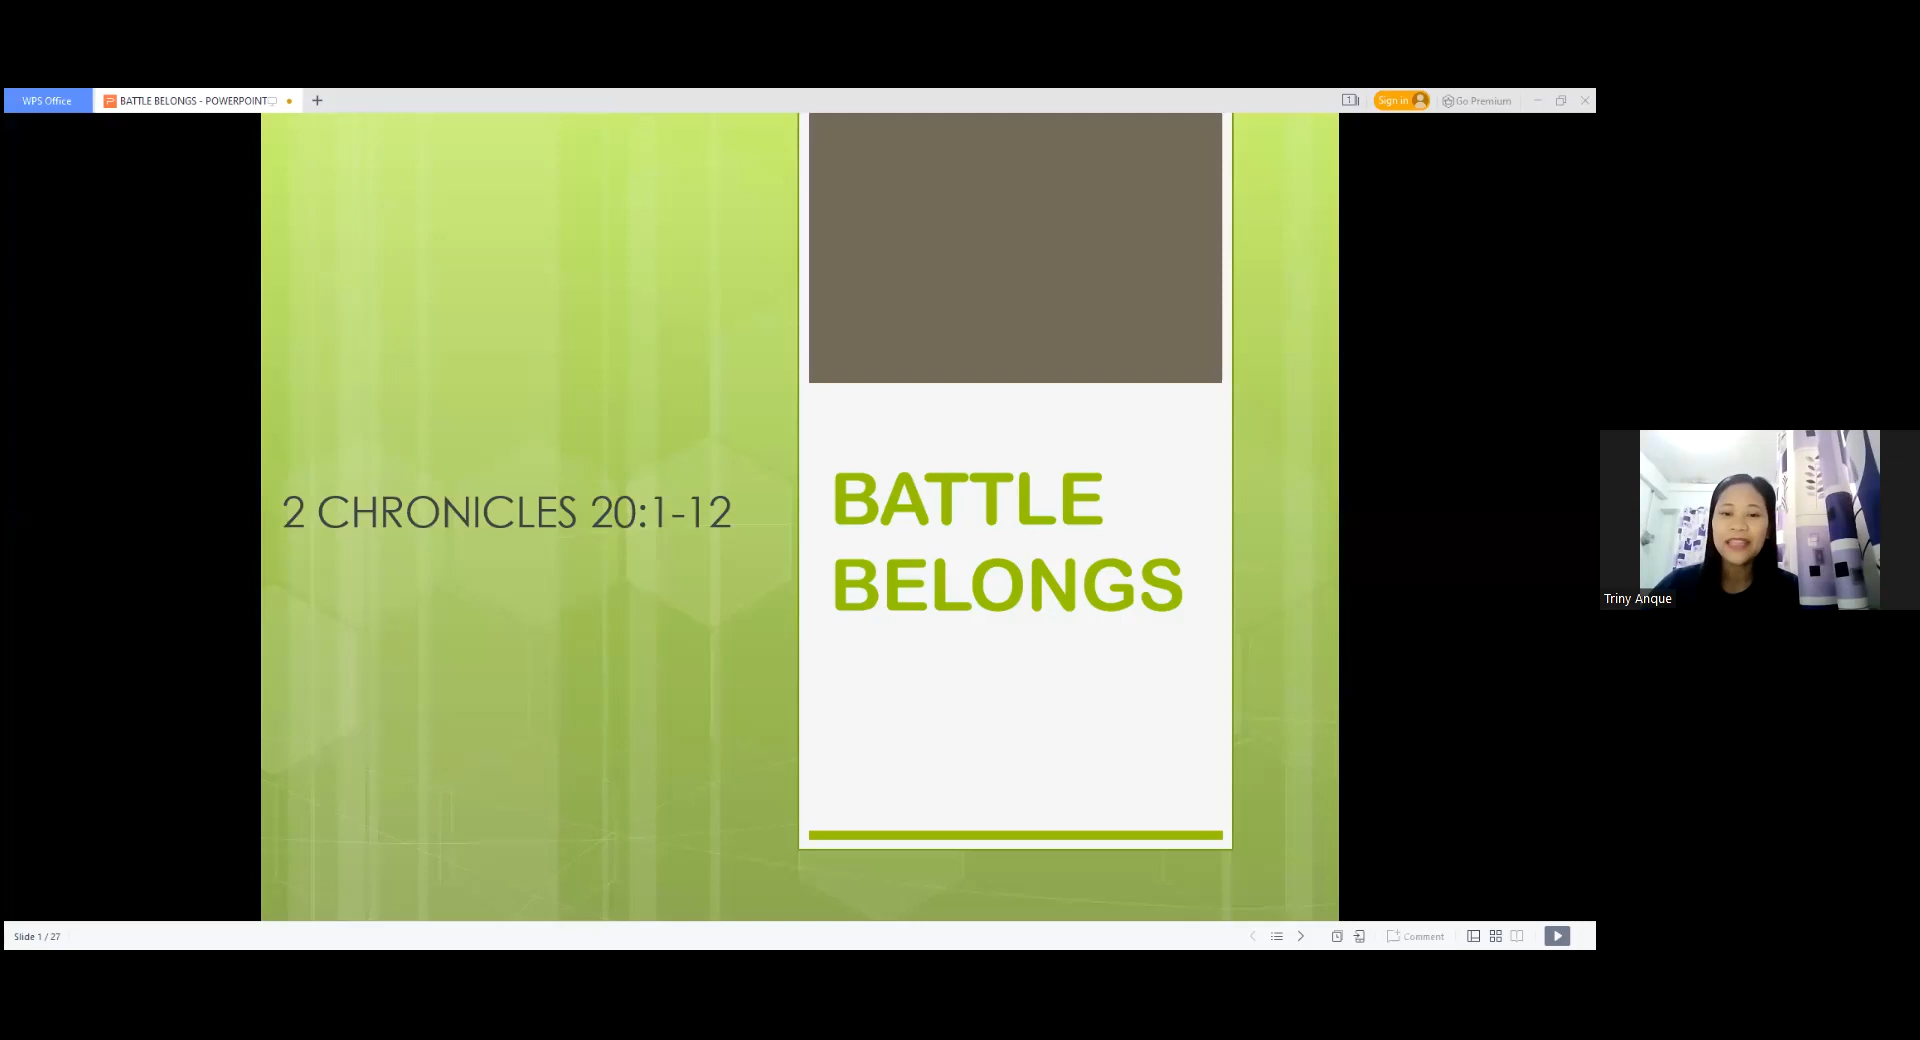 WPS Office
BATTLE BELONGS - POWERPOINT
1
Sign in
Go Premium
2 CHRONICLES 20:1-12
BATTLE
BELONGS
Triny Anque
Slide 1 / 27
Comment